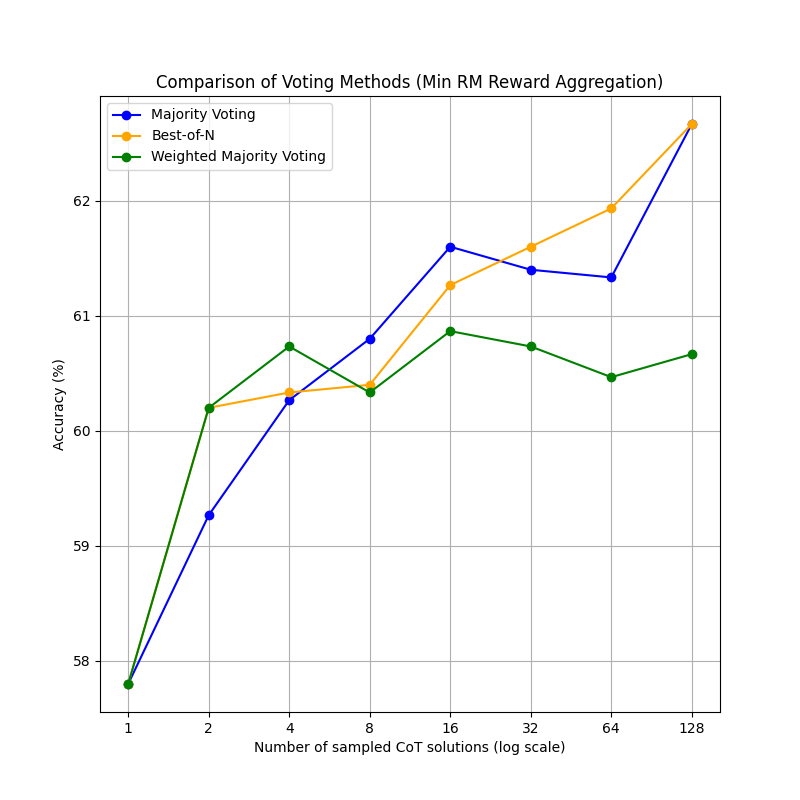 Comparison of Voting Methods (Min RM Reward Aggregation)
Majority Voting
Best-of-N
Weighted Majority Voting
Accuracy (%)
62
61
60
59
58
1 2 4 8 16 32 64 128
Number of sampled CoT solutions (log scale)